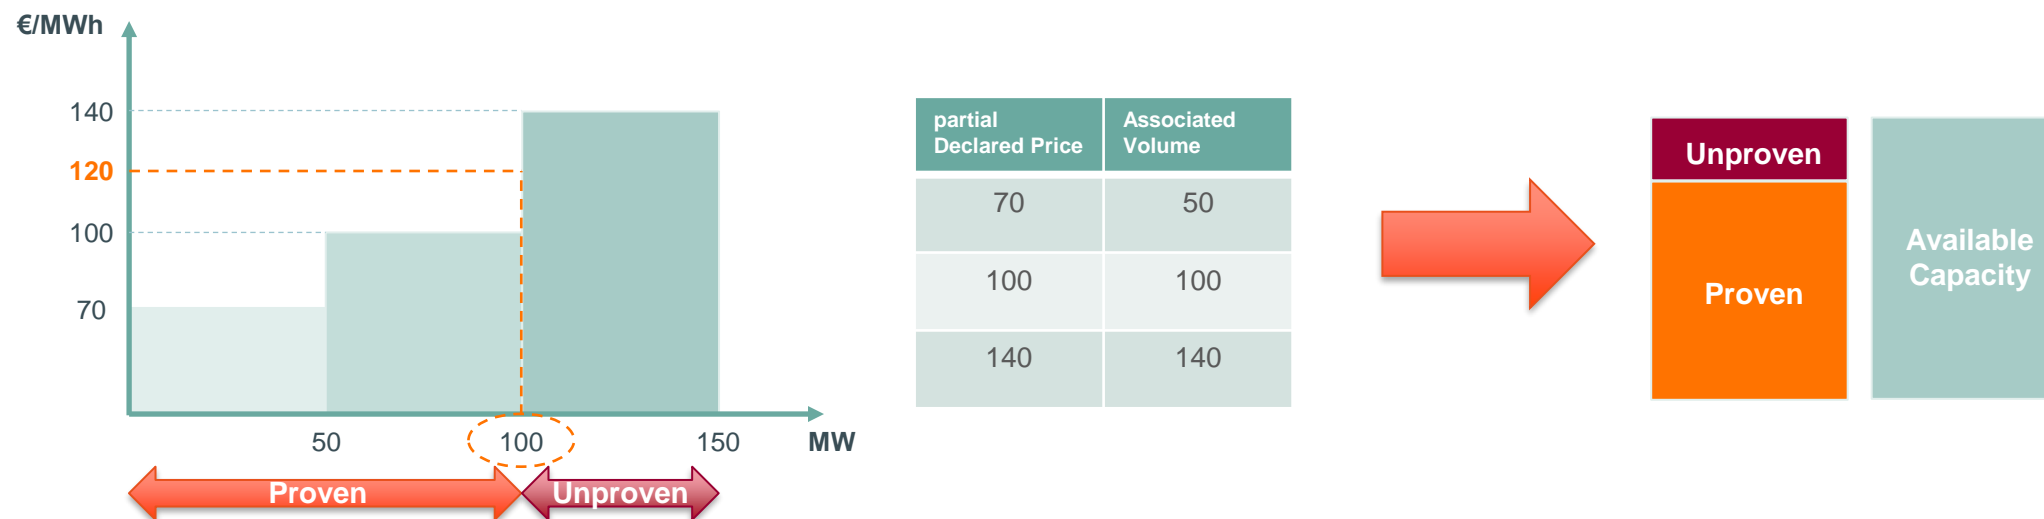 €/MWh
140
120
100
70
50
100
150
MW
Proven
Unproven
partial
Declared Price
Associated
Volume
70
50
100
100
140
140
Unproven
Proven
Available
Capacity